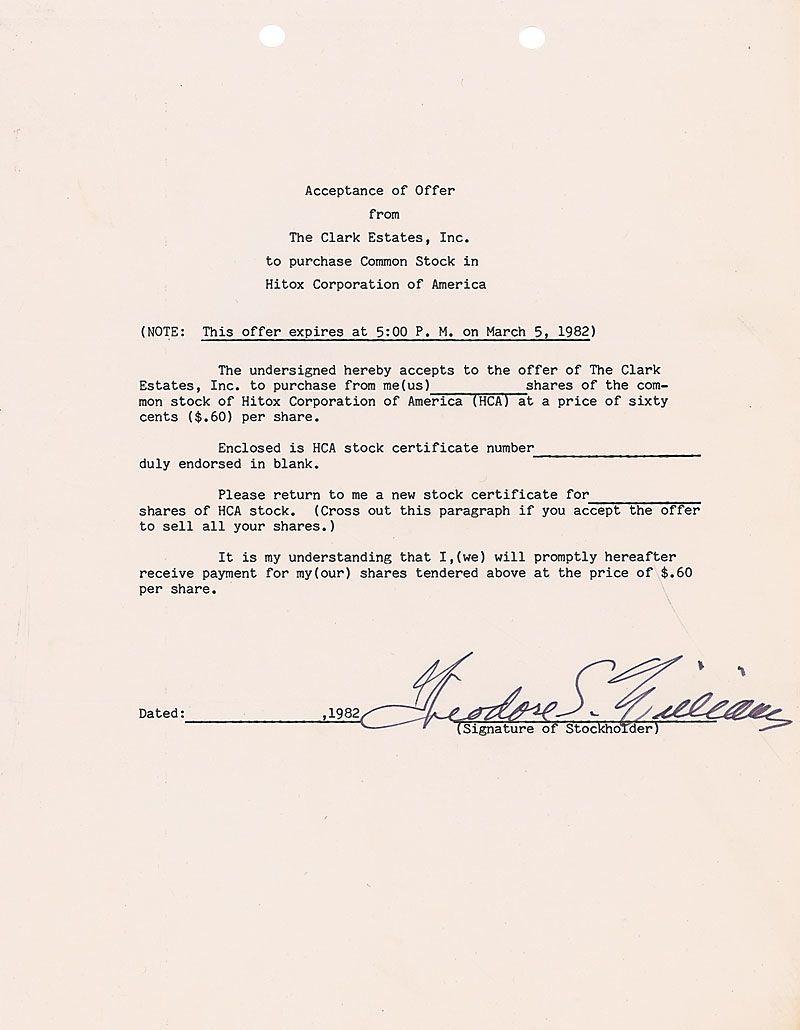 Acceptance of Offer
from
The Clark Estates, Inc.
to purchase Common Stock in
Hitox Corporation of America
(NOTE: This offer expires at 5:00 P. M. on March 5, 1982)
The undersigned hereby accepts to the offer of The Clark
Estates, Inc. to purchase from me(us)__________shares of the com-
mon stock of Hitox Corporation of America (HCA) at a price of sixty
cents ($.60) per share.
Enclosed is HCA stock certificate number__________
duly endorsed in blank.
Please return to me a new stock certificate for__________
shares of HCA stock. (Cross out this paragraph if you accept the offer
to sell all your shares.)
It is my understanding that I,(we) will promptly hereafter
receive payment for my(our) shares tendered above at the price of $.60
per share.
Dated:__________,1982 Theodore S. Williams
(Signature of Stockholder)